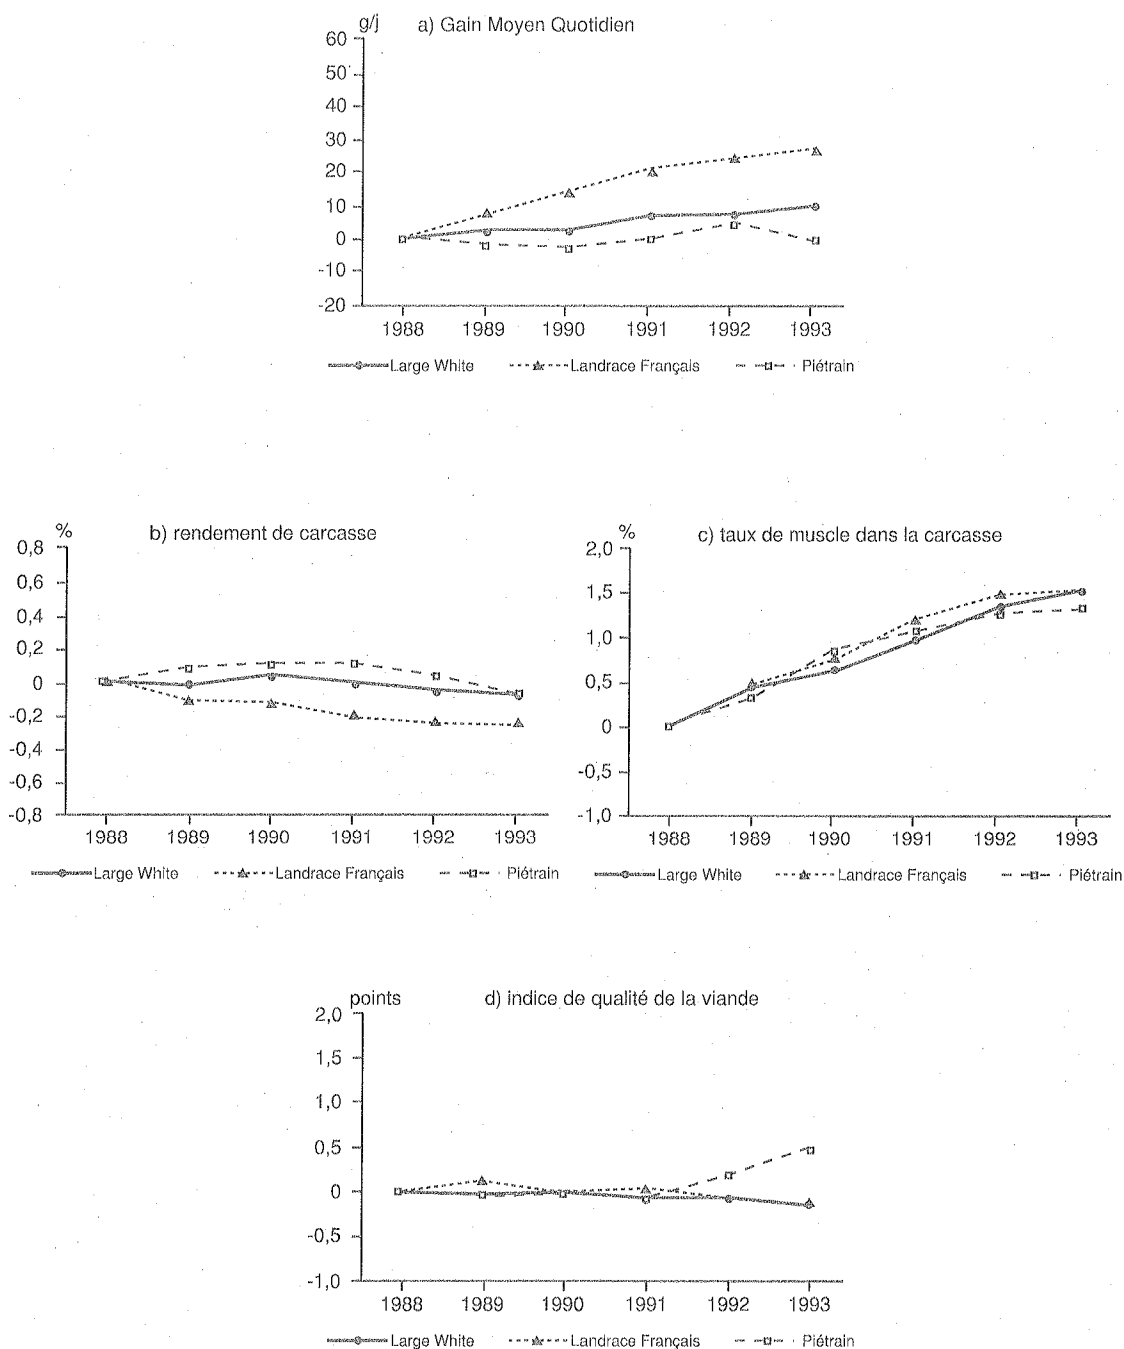 g/j
a) Gain Moyen Quotidien
60
50
40
30
20
10
0
-10
-20
1988 1989 1990 1991 1992 1993
Large White Landrace Français Piétrain
%
b) rendement de carcasse
0,8
0,6
0,4
0,2
0
-0,2
-0,4
-0,6
-0,8
1988 1989 1990 1991 1992 1993
Large White Landrace Français Piétrain
%
c) taux de muscle dans la carcasse
2,0
1,5
1,0
0,5
0
-0,5
-1,0
1988 1989 1990 1991 1992 1993
Large White Landrace Français Piétrain
points
d) indice de qualité de la viande
2,0
1,5
1,0
0,5
0
-0,5
-1,0
1988 1989 1990 1991 1992 1993
Large White Landrace Français Piétrain